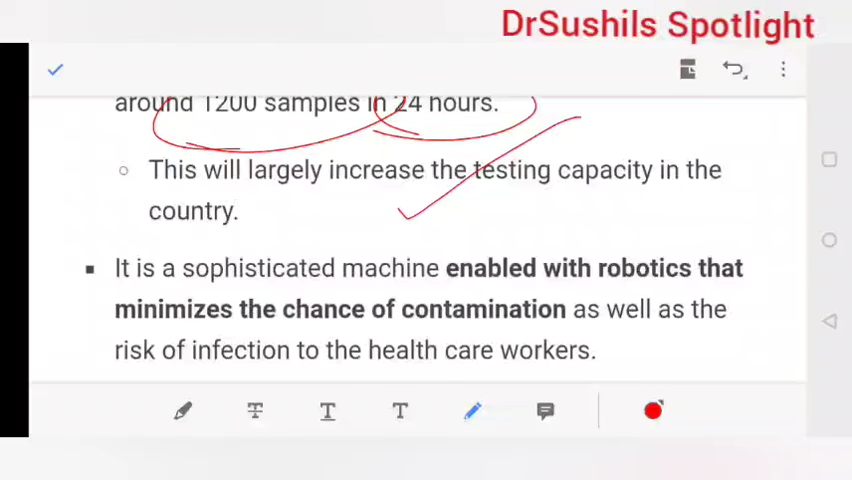 DrSushils Spotlight
around 1200 samples in 24 hours.
This will largely increase the testing capacity in the
country.
It is a sophisticated machine enabled with robotics that
minimizes the chance of contamination as well as the
risk of infection to the health care workers.
T T T